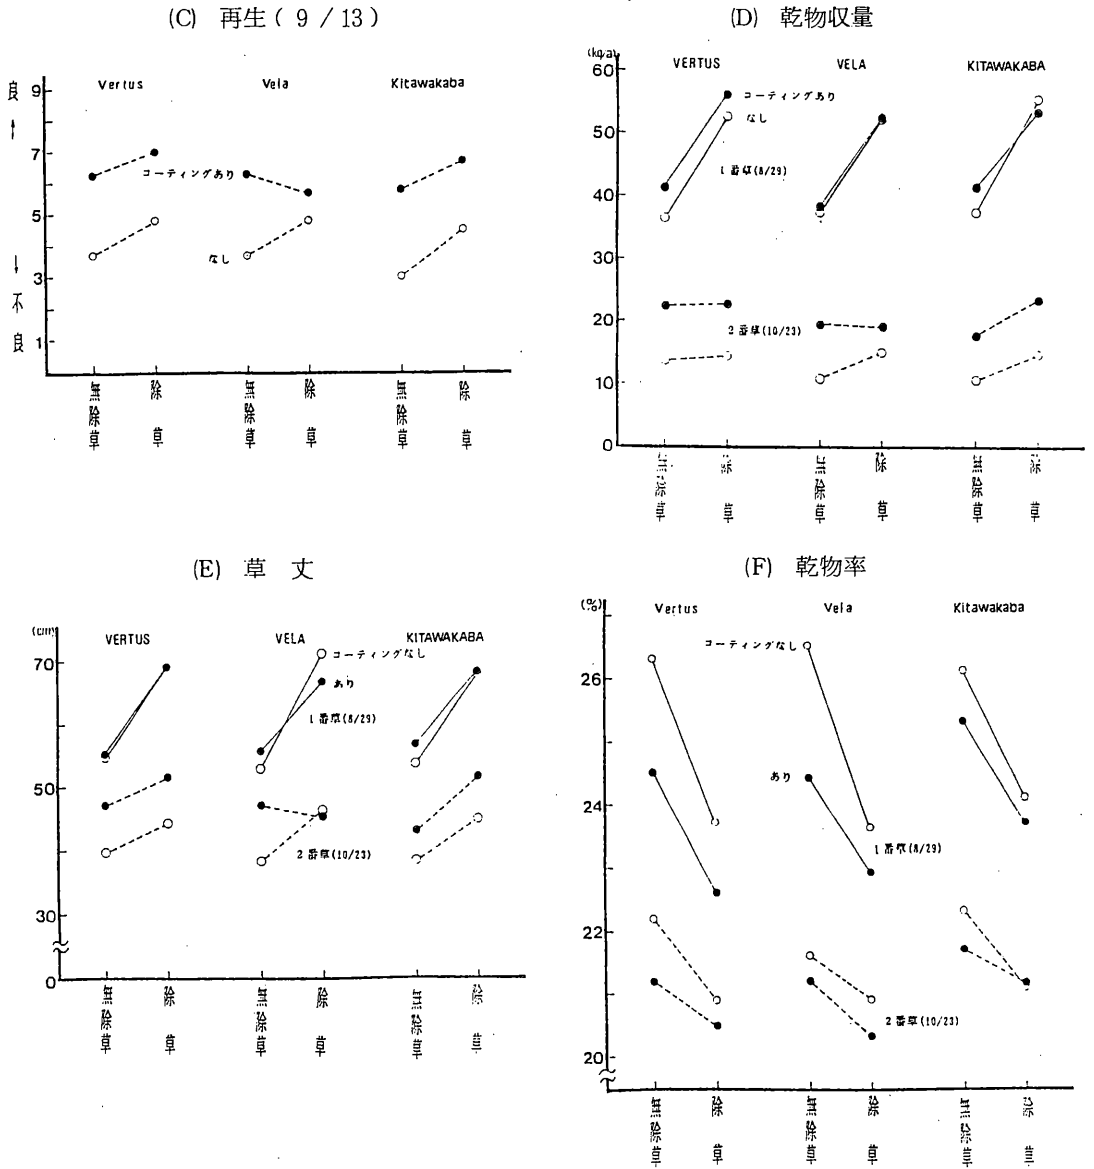 (C) 再生(9/13)
良 ↑
↓ 不良
9
7
5
3
1
Vertus
Vela
Kitawakaba
コーティングあり
なし
無除草
除草
無除草
除草
無除草
除草
(D) 乾物収量
(kg/a)
60
50
40
30
20
10
0
VERTUS
VELA
KITAWAKABA
コーティングあり
なし
1番草(8/29)
2番草(10/23)
無除草
除草
無除草
除草
無除草
除草
(E) 草丈
(cm)
70
50
30
0
VERTUS
VELA
KITAWAKABA
コーティングなし
あり
1番草(8/29)
2番草(10/23)
無除草
除草
無除草
除草
無除草
除草
(F) 乾物率
(%)
26
24
22
20
Vertus
Vela
Kitawakaba
コーティングなし
あり
1番草(8/29)
2番草(10/23)
無除草
除草
無除草
除草
無除草
除草